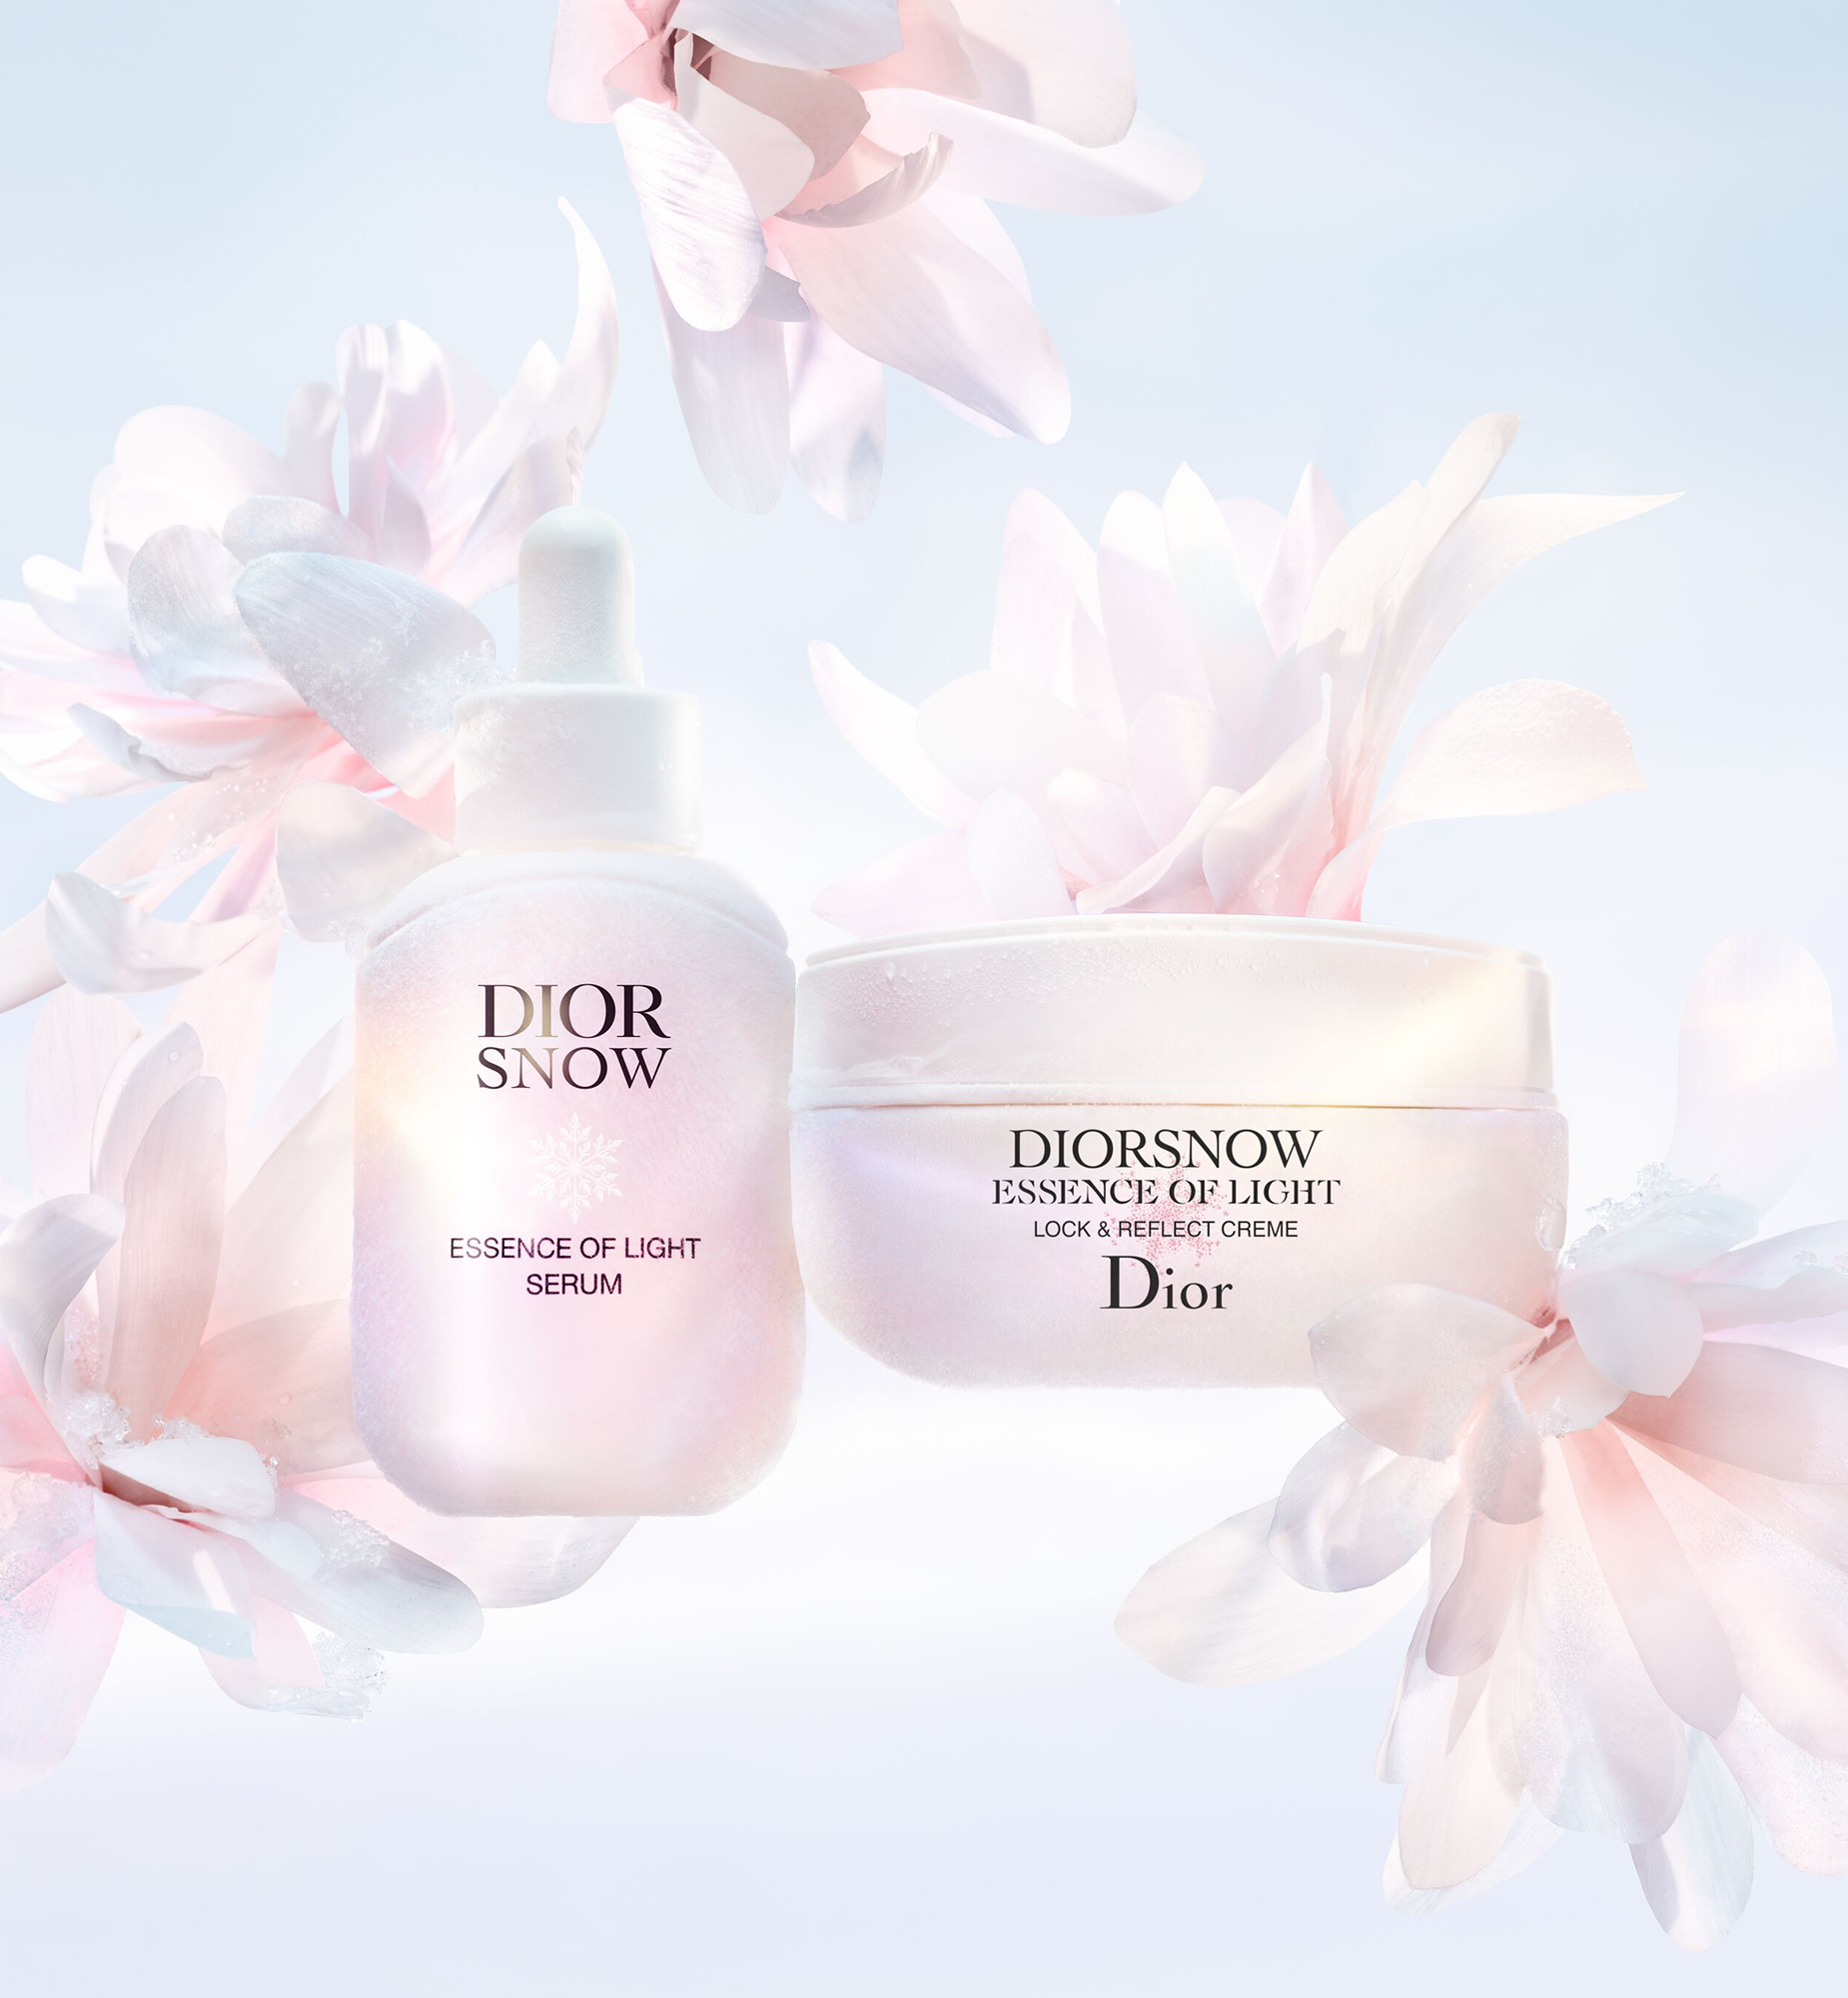 DIOR
SNOW
ESSENCE OF LIGHT
SERUM
DIORSNOW
ESSENCE OF LIGHT
LOCK & REFLECT CREME
Dior